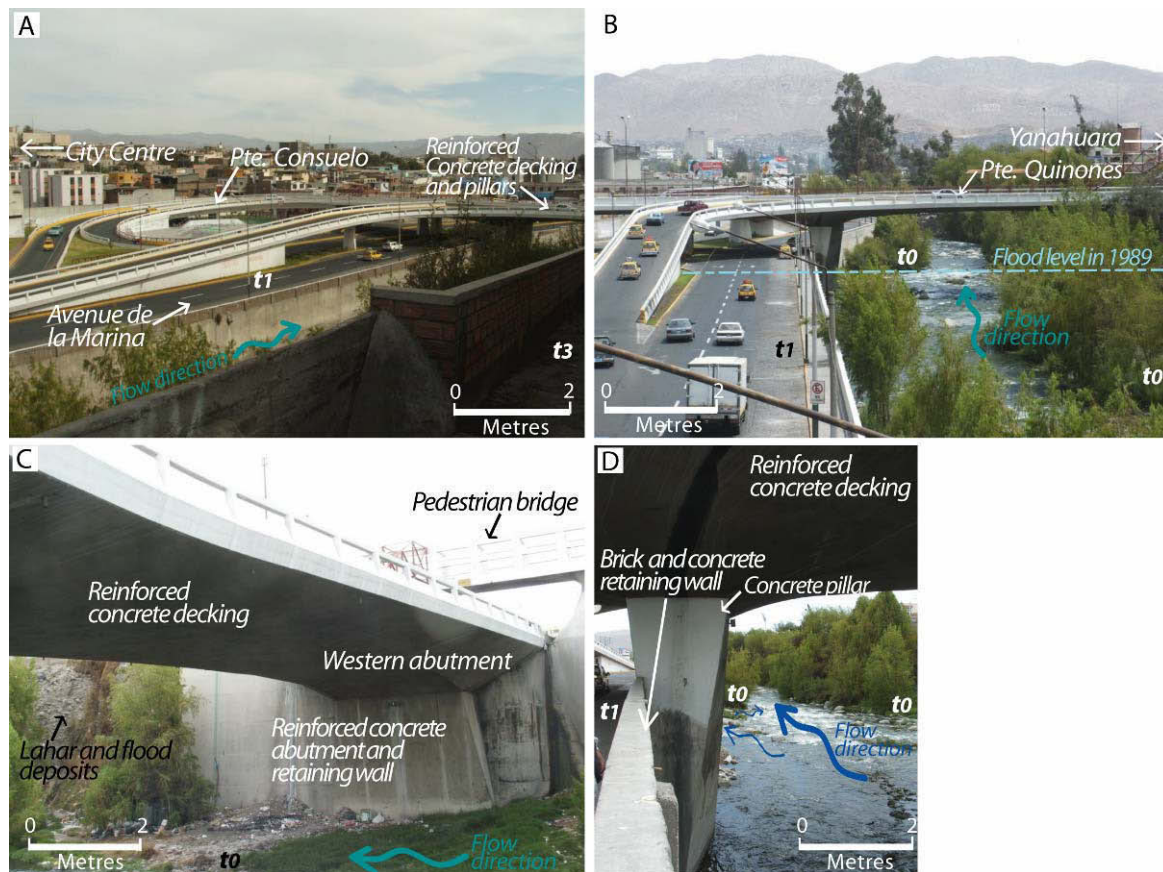 A
City Centre
Pte. Consuelo
Reinforced
Concrete decking
and pillars
t1
Avenue de
la Marina
Flow direction
t3
0 2
Metres
B
Yanahuara
Pte. Quinones
t0
Flood level in 1989
Flow
direction
t1
t0
0 2
Metres
C
Pedestrian bridge
Reinforced
concrete decking
Western abutment
Reinforced concrete
abutment and
retaining wall
Lahar and flood
deposits
0 2
Metres
t0
Flow
direction
D
Reinforced
concrete decking
Brick and concrete
retaining wall
Concrete pillar
t0
t0
t1
Flow
direction
0 2
Metres